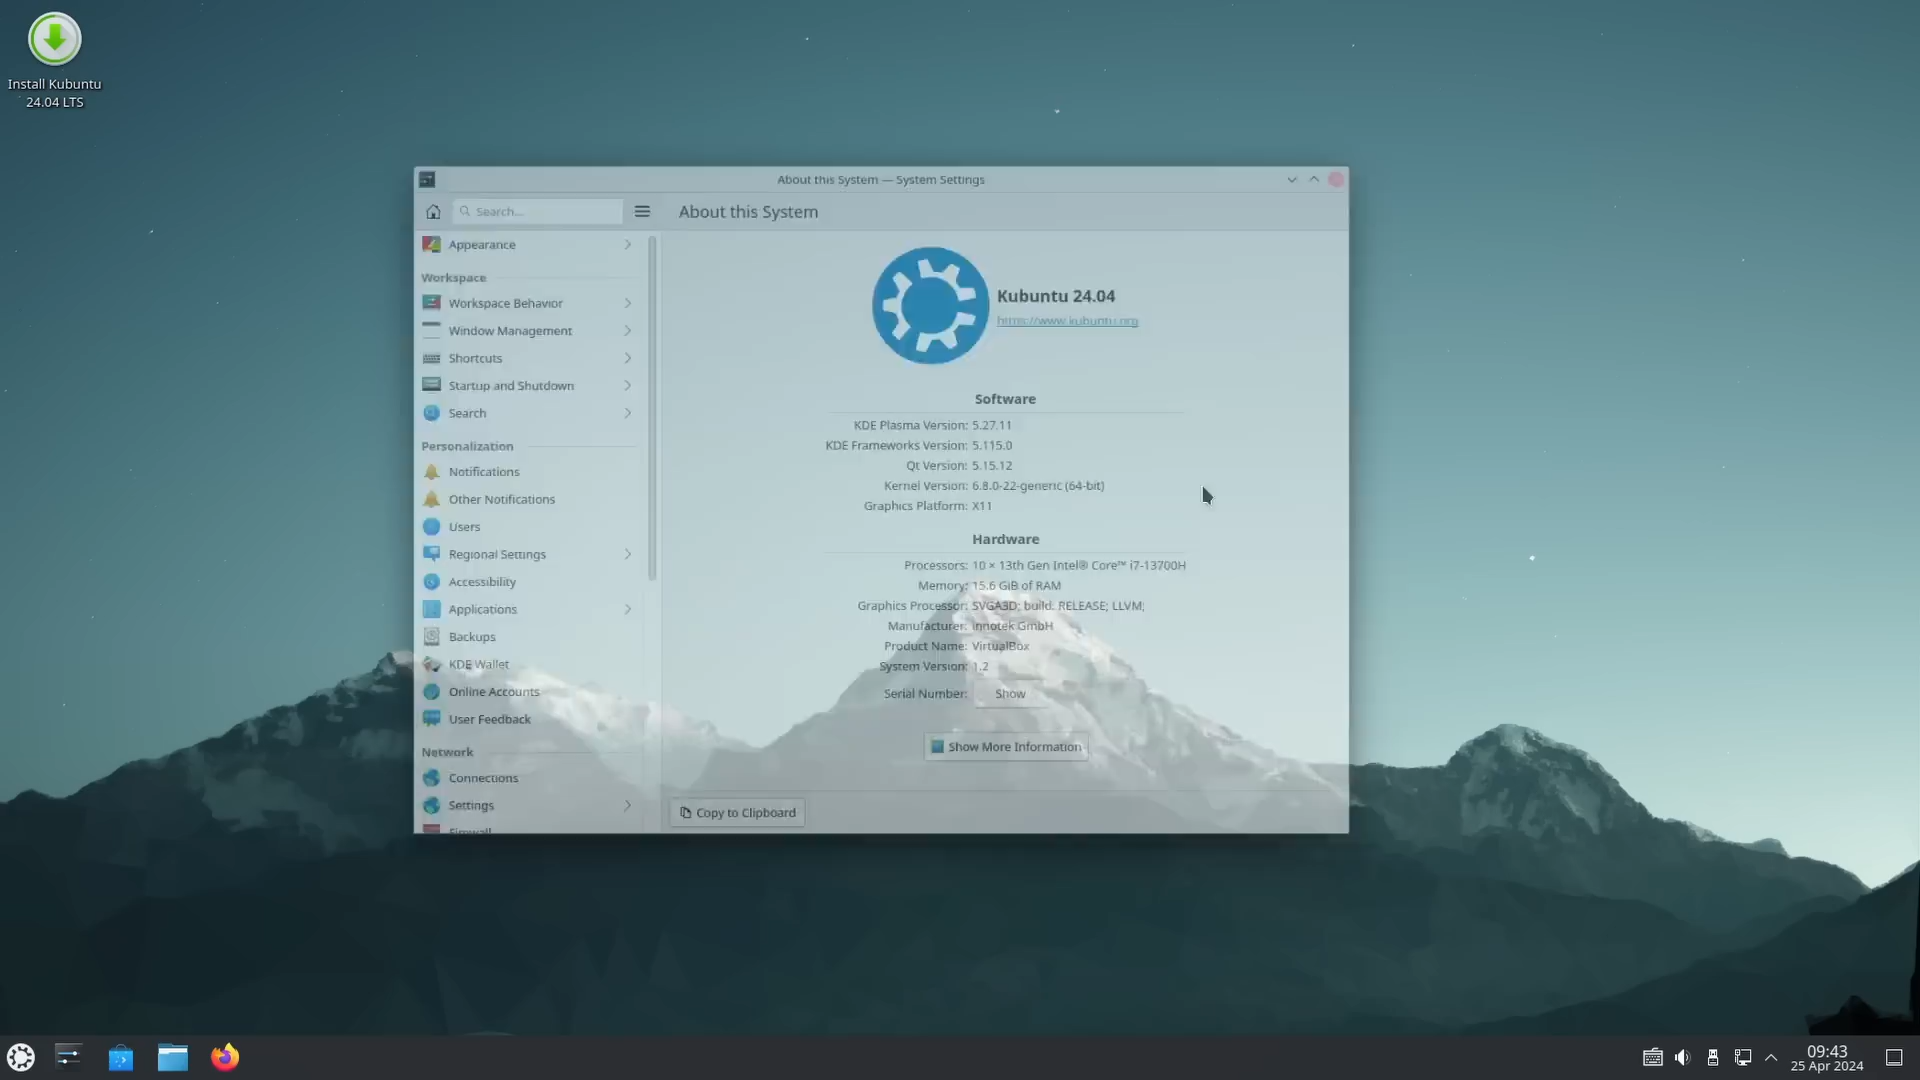 Install Kubuntu
24.04 LTS
About this System — System Settings
Search...
About this System
Appearance
Workspace
Workspace Behavior
Window Management
Shortcuts
Startup and Shutdown
Search
Personalization
Notifications
Other Notifications
Users
Regional Settings
Accessibility
Applications
Backups
KDE Wallet
Online Accounts
User Feedback
Network
Connections
Settings
Firewall
Kubuntu 24.04
https://www.kubuntu.org
Software
KDE Plasma Version: 5.27.11
KDE Frameworks Version: 5.115.0
Qt Version: 5.15.12
Kernel Version: 6.8.0-22-generic (64-bit)
Graphics Platform: X11
Hardware
Processors: 10 × 13th Gen Intel® Core™ i7-13700H
Memory: 15.6 GiB of RAM
Graphics Processor: SVGA3D; build: RELEASE; LLVM;
Manufacturer: innotek GmbH
Product Name: VirtualBox
System Version: 1.2
Serial Number: Show
Show More Information
Copy to Clipboard
09:43
25 Apr 2024